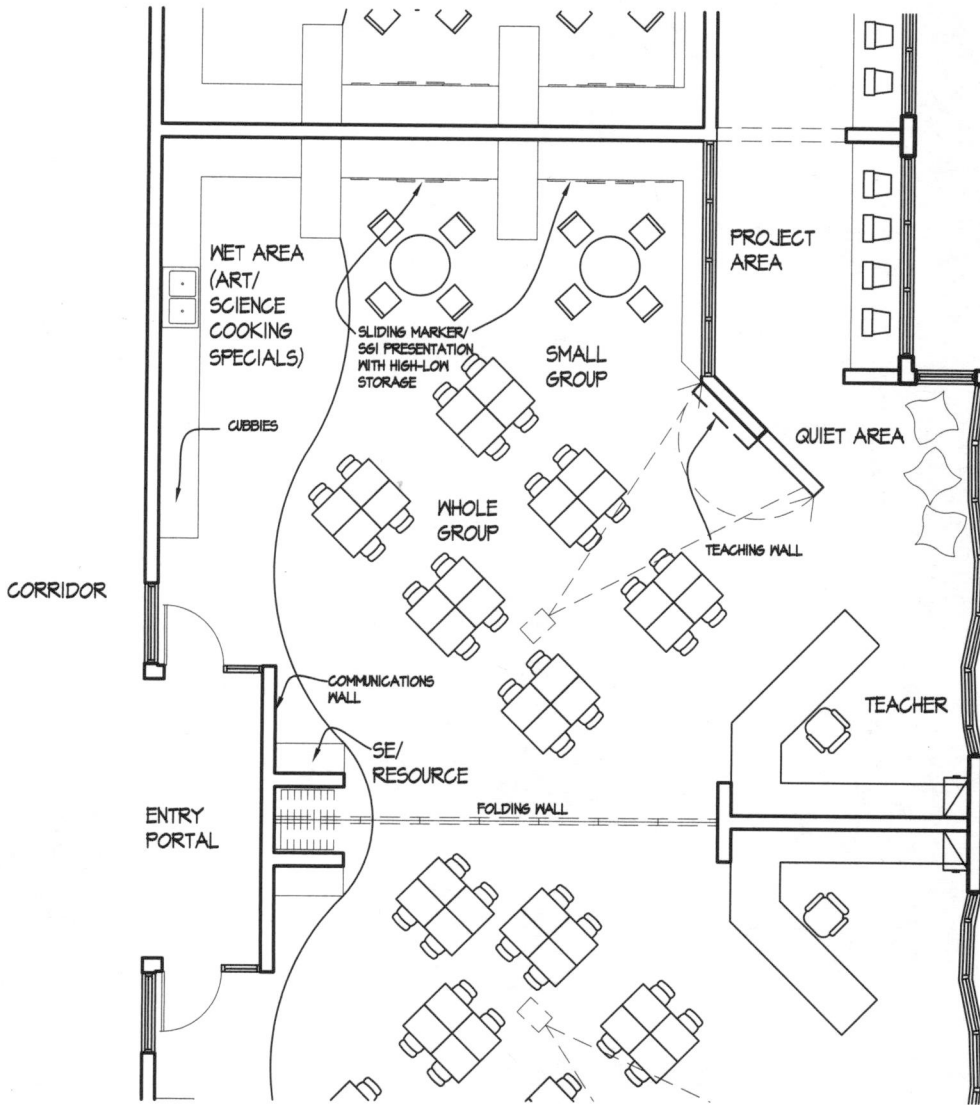 WET AREA
(ART/
SCIENCE
COOKING
SPECIALS)
PROJECT
AREA
SLIDING MARKER/
SGI PRESENTATION
WITH HIGH-LOW
STORAGE
SMALL
GROUP
CUBBIES
QUIET AREA
WHOLE
GROUP
TEACHING WALL
CORRIDOR
COMMUNICATIONS
WALL
TEACHER
SE/
RESOURCE
ENTRY
PORTAL
FOLDING WALL